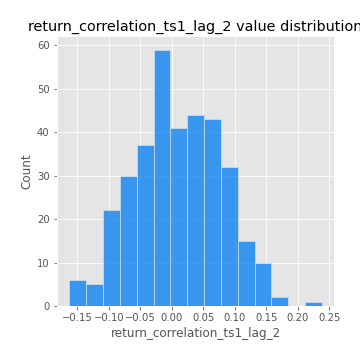 return_correlation_ts1_lag_2 value distribution
60
50
40
30
20
10
0
Count
−0.15 −0.10 −0.05 0.00 0.05 0.10 0.15 0.20 0.25
return_correlation_ts1_lag_2